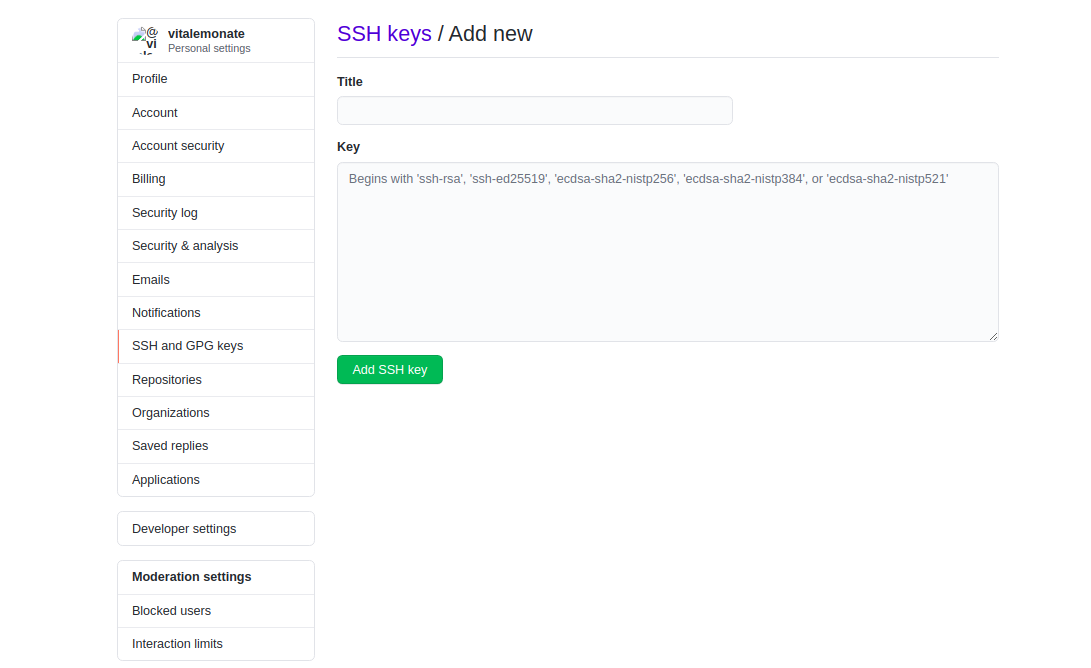 @
vi
vitalemonate
Personal settings
Profile
Account
Account security
Billing
Security log
Security & analysis
Emails
Notifications
SSH and GPG keys
Repositories
Organizations
Saved replies
Applications
Developer settings
Moderation settings
Blocked users
Interaction limits
SSH keys / Add new
Title
Key
Begins with 'ssh-rsa', 'ssh-ed25519', 'ecdsa-sha2-nistp256', 'ecdsa-sha2-nistp384', or 'ecdsa-sha2-nistp521'
Add SSH key